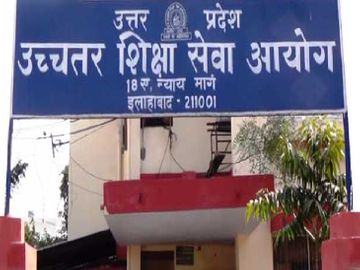 उत्तर प्रदेश
उच्चतर शिक्षा सेवा आयोग
18 ए, न्याय मार्ग
इलाहाबाद - 211001